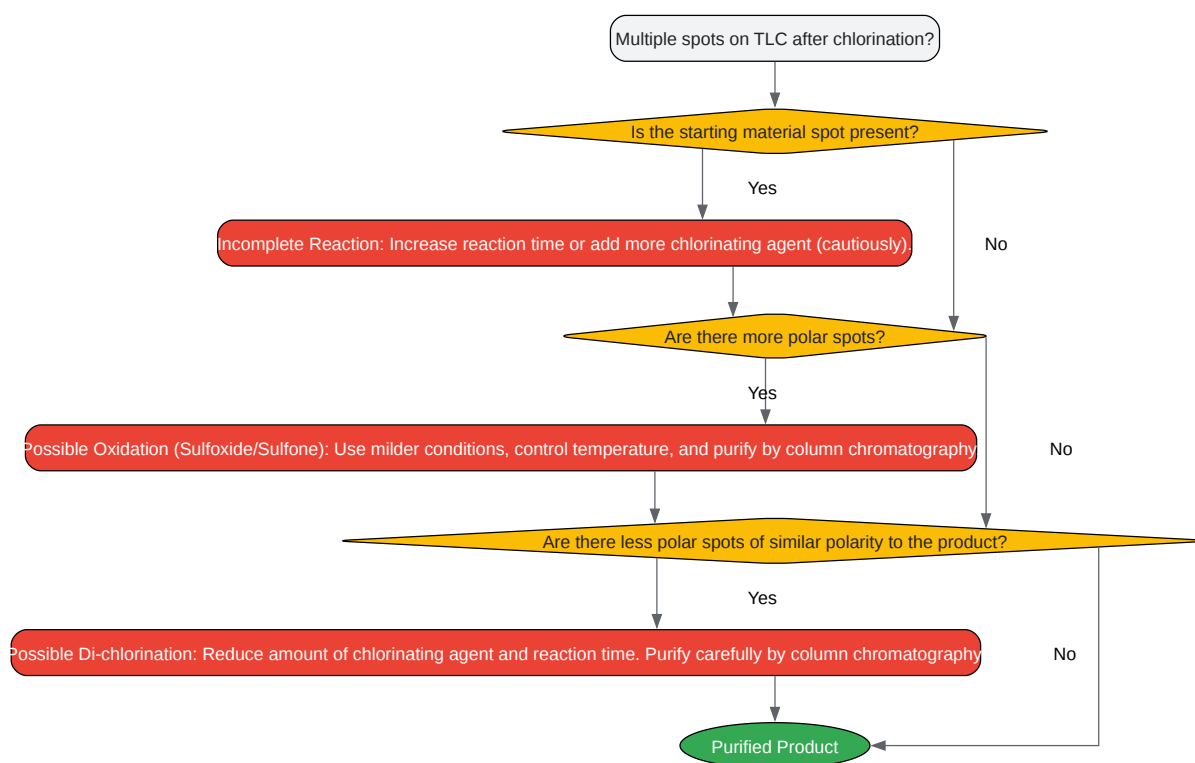 Multiple spots on TLC after chlorination?
Is the starting material spot present?
Yes
Incomplete Reaction: Increase reaction time or add more chlorinating agent (cautiously).
No
Are there more polar spots?
Yes
Possible Oxidation (Sulfoxide/Sulfone): Use milder conditions, control temperature, and purify by column chromatography
No
Are there less polar spots of similar polarity to the product?
Yes
Possible Di-chlorination: Reduce amount of chlorinating agent and reaction time. Purify carefully by column chromatography
No
Purified Product